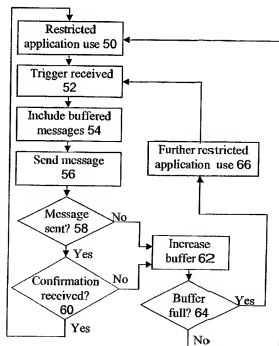 Restricted
application use 50
Trigger received
52
Include buffered
messages 54
Send message
56
Further restricted
application use 66
Message
sent? 58
No
Yes
Increase
buffer 62
Confirmation
received?
60
No
Yes
Buffer
full? 64
Yes
No